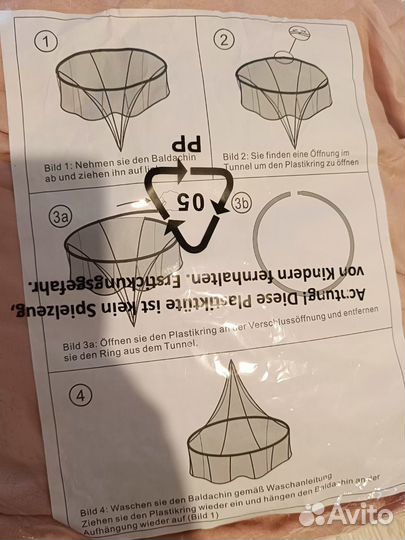 1
2
Bild 1: Nehmen sie den Baldachin
ab und ziehen ihn auf
Bild 2: Sie finden eine Öffnung im
Tunnel um den Plastikring zu öffnen
PP
05
3a
3b
Achtung! Diese Plastiktüte ist kein Spielzeug,
von Kindern fernhalten. Erstickungsgefahr.
Bild 3a: Öffnen sie den Plastikring an der Verschlussöffnung und entfernen
sie den Ring aus dem Tunnel.
4
Bild 4: Waschen sie den Baldachin gemäß Waschanleitung
Ziehen sie den Plastikring wieder ein und hängen den Baldachin an der
Aufhängung wieder auf (Bild 1)
Avito